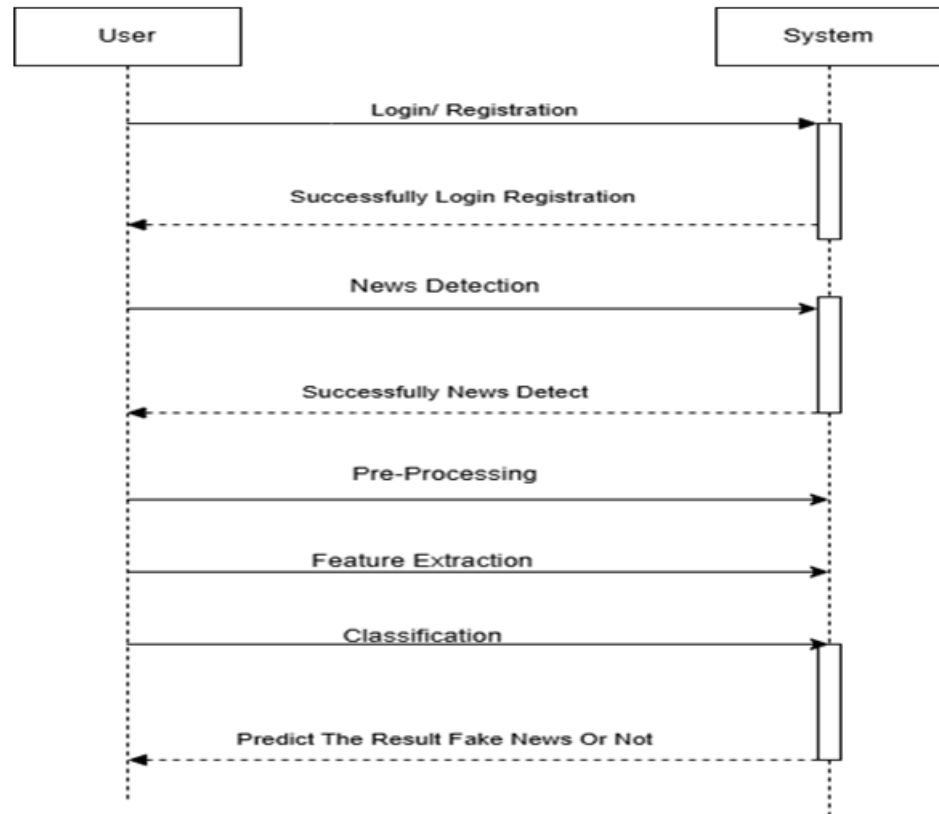 User
System
Login/ Registration
Successfully Login Registration
News Detection
Successfully News Detect
Pre-Processing
Feature Extraction
Classification
Predict The Result Fake News Or Not